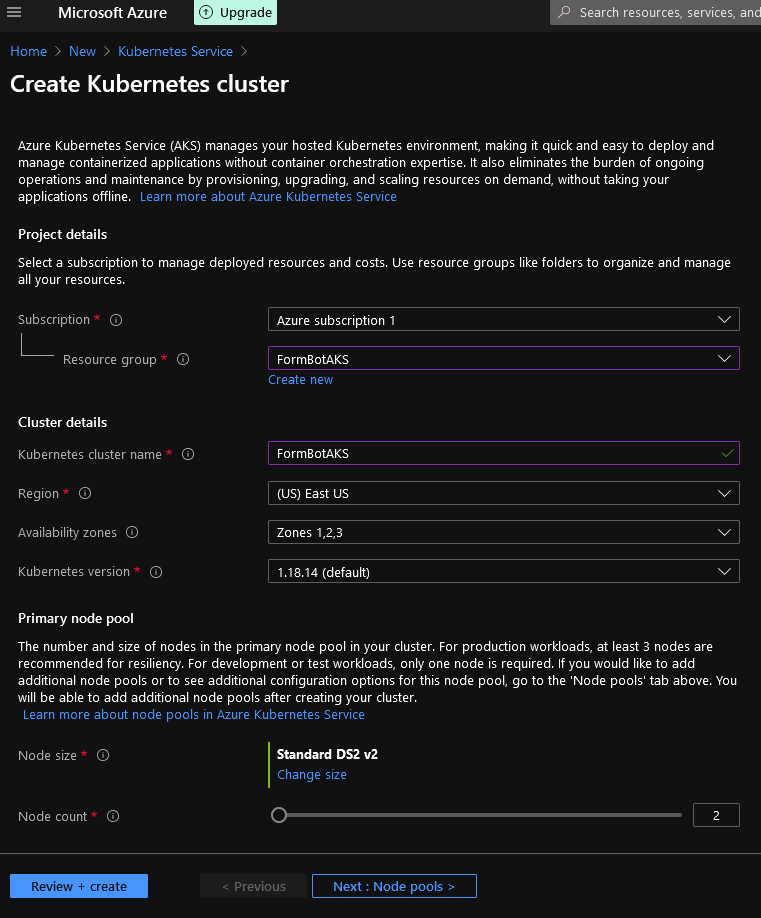 Microsoft Azure
Upgrade
Search resources, services, and
Home > New > Kubernetes Service >
Create Kubernetes cluster
Azure Kubernetes Service (AKS) manages your hosted Kubernetes environment, making it quick and easy to deploy and
manage containerized applications without container orchestration expertise. It also eliminates the burden of ongoing
operations and maintenance by provisioning, upgrading, and scaling resources on demand, without taking your
applications offline. Learn more about Azure Kubernetes Service
Project details
Select a subscription to manage deployed resources and costs. Use resource groups like folders to organize and manage
all your resources.
Subscription *
Azure subscription 1
Resource group *
FormBotAKS
Create new
Cluster details
Kubernetes cluster name *
FormBotAKS
Region *
(US) East US
Availability zones
Zones 1,2,3
Kubernetes version *
1.18.14 (default)
Primary node pool
The number and size of nodes in the primary node pool in your cluster. For production workloads, at least 3 nodes are
recommended for resiliency. For development or test workloads, only one node is required. If you would like to add
additional node pools or to see additional configuration options for this node pool, go to the 'Node pools' tab above. You
will be able to add additional node pools after creating your cluster.
Learn more about node pools in Azure Kubernetes Service
Node size *
Standard DS2 v2
Change size
Node count *
2
Review + create
< Previous
Next : Node pools >